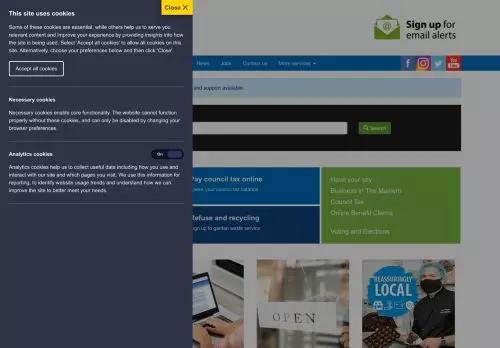 This site uses cookies
Close ✕
Some of these cookies are essential, while others help us to serve you
relevant content and improve your experience by providing insights into
how the site is being used. Select 'Accept all cookies' to allow all cookies on
this site. Alternatively, choose your preferences below and then click 'Close'.
Accept all cookies
Necessary cookies
Necessary cookies enable core functionality. The website cannot function
properly without these cookies, and can only be disabled by changing your
browser preferences.
Analytics cookies
On
Analytics cookies help us to collect useful data including how you use and
interact with our site and which pages you visit. We use this information for
reporting, to identify website usage trends and understand how we can
improve the site to better meet your needs.
Sign up for
email alerts
News Jobs Contact us More services
You Tube
and support available.
Search
Pay council tax online
your council tax balance
Refuse and recycling
sign up to garden waste service
Have your say
Business in The Maldens
Council Tax
Online Benefit Claims
Voting and Elections
OPEN
REASSURINGLY
LOCAL